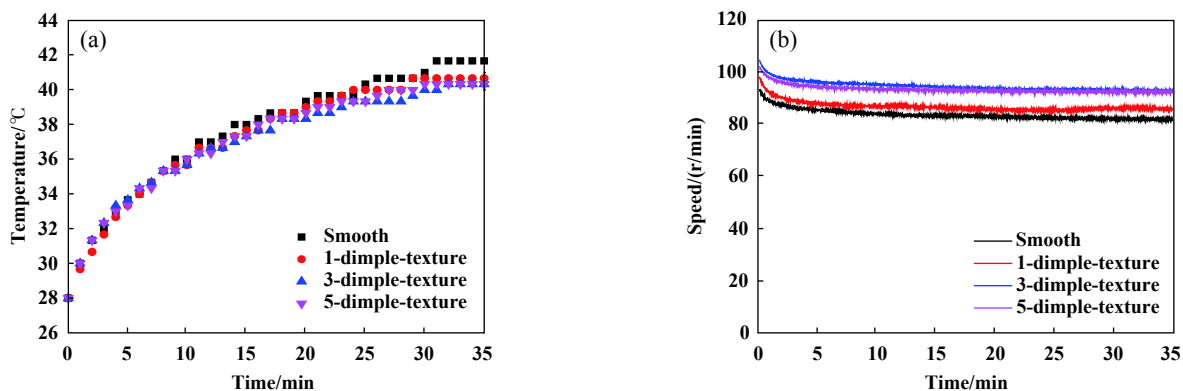 (a)
Temperature/℃
44
42
40
38
36
34
32
30
28
26
Smooth
1-dimple-texture
3-dimple-texture
5-dimple-texture
0 5 10 15 20 25 30 35
Time/min
(b)
Speed/(r/min)
120
100
80
60
40
20
0
Smooth
1-dimple-texture
3-dimple-texture
5-dimple-texture
0 5 10 15 20 25 30 35
Time/min